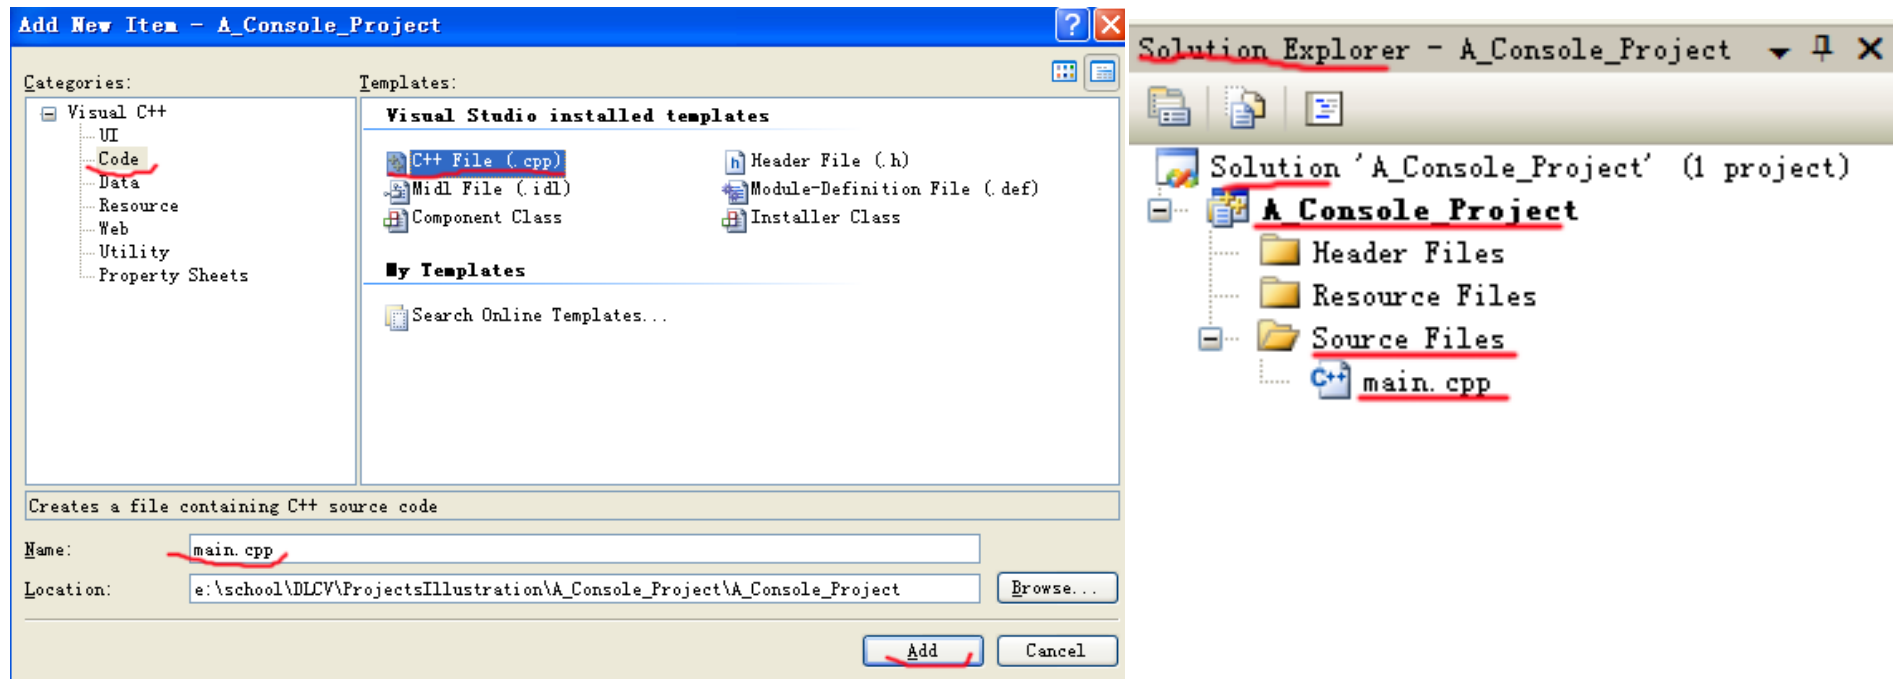 Add New Item - A_Console_Project
Categories:
Templates:
Visual C++
UI
Code
Data
Resource
Web
Utility
Property Sheets
Visual Studio installed templates
C++ File (.cpp)
Header File (.h)
Midl File (.idl)
Module-Definition File (.def)
Component Class
Installer Class
My Templates
Search Online Templates...
Creates a file containing C++ source code
Name:
main.cpp
Location:
e:\school\DLCV\ProjectsIllustration\A_Console_Project\A_Console_Project
Browse...
Add
Cancel
Solution Explorer - A_Console_Project
Solution 'A_Console_Project' (1 project)
A_Console_Project
Header Files
Resource Files
Source Files
main.cpp